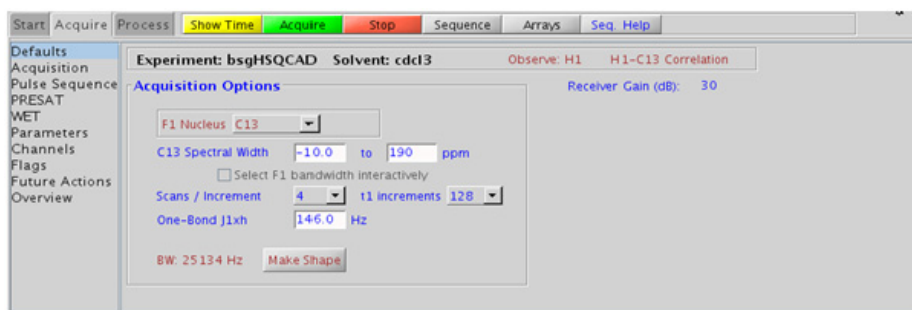 Start Acquire Process Show Time Acquire Stop Sequence Arrays Seq. Help
Defaults
Acquisition
Pulse Sequence
PRESAT
WET
Parameters
Channels
Flags
Future Actions
Overview
Experiment: bsgHSQCAD Solvent: cdcl3 Observe: H1 H1-C13 Correlation
Acquisition Options Receiver Gain (dB): 30
F1 Nucleus C13
C13 Spectral Width -10.0 to 190 ppm
Select F1 bandwidth interactively
Scans / Increment 4 t1 increments 128
One-Bond J1xh 146.0 Hz
BW: 25134 Hz Make Shape